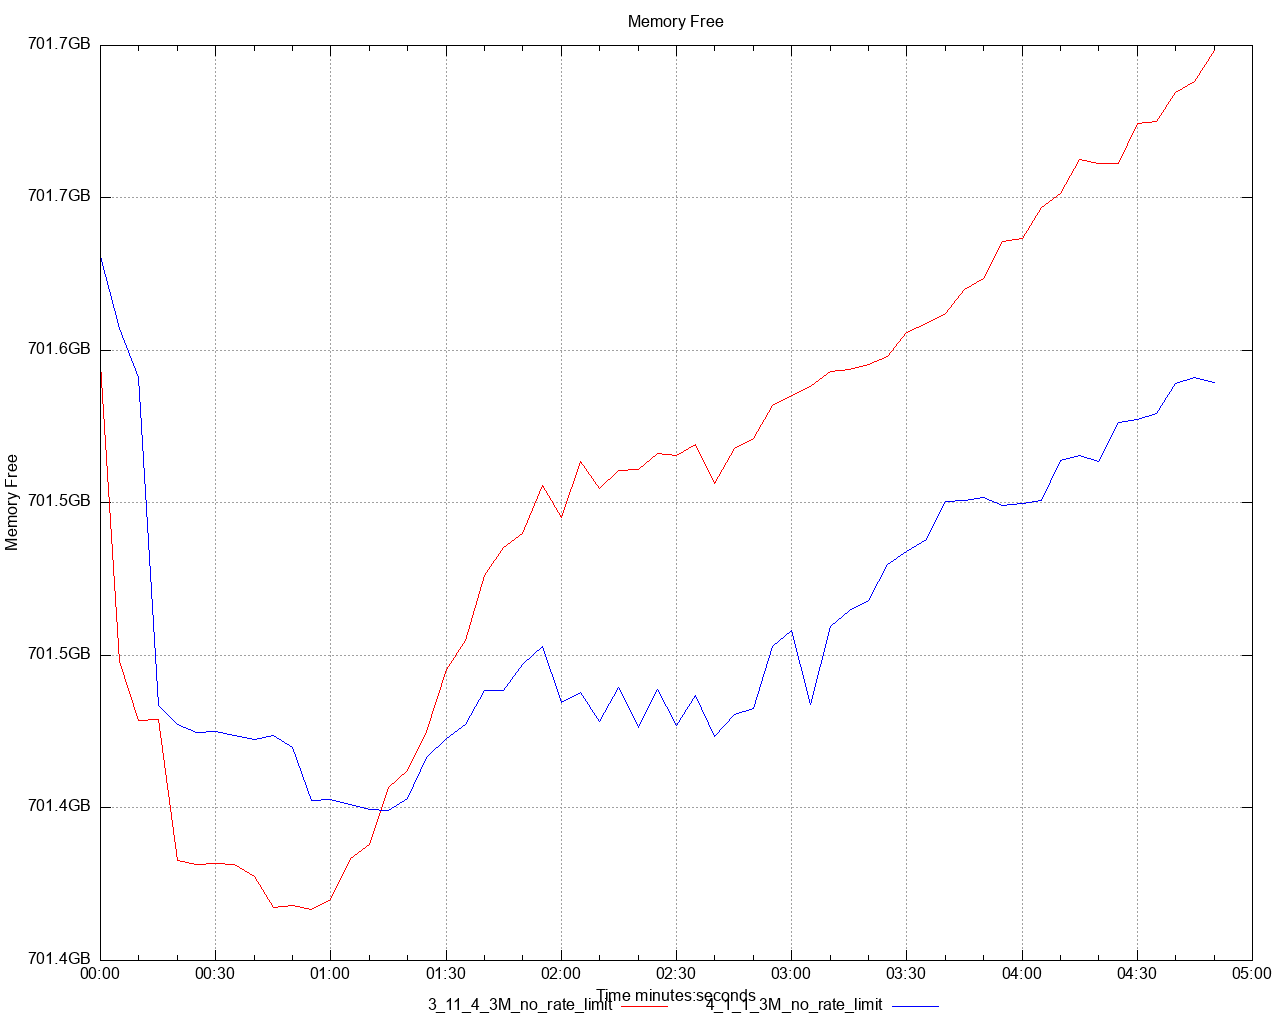 Memory Free
701.7GB
701.7GB
701.6GB
701.5GB
701.5GB
701.4GB
701.4GB
Memory Free
00:00 00:30 01:00 01:30 02:00 02:30 03:00 03:30 04:00 04:30 05:00
Time minutes:seconds
3_11_4_3M_no_rate_limit 4_1_1_3M_no_rate_limit